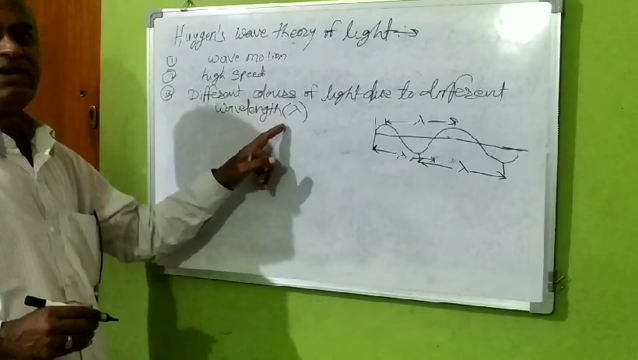 Huygen's wave theory of light:->
① wave motion
② high speed
③ Different colours of light due to different
wavelength (λ)
λ
λ
λ